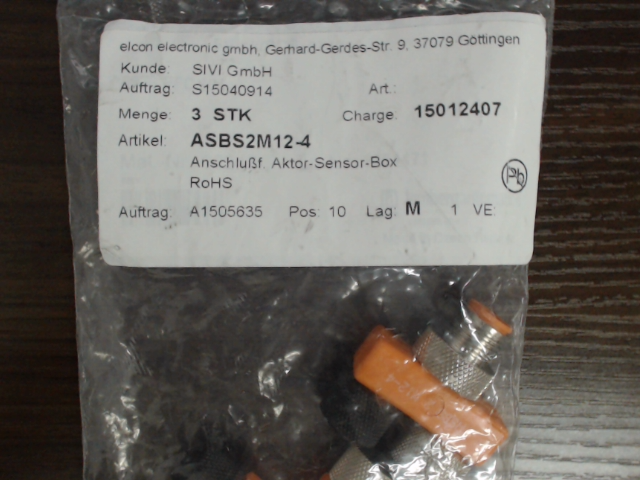 elcon electronic gmbh, Gerhard-Gerdes-Str. 9, 37079 Göttingen
Kunde: SIVI GmbH
Auftrag: S15040914 Art.:
Menge: 3 STK Charge: 15012407
Artikel: ASBS2M12-4
Anschlußf. Aktor-Sensor-Box
RoHS
Pb
Auftrag: A1505635 Pos: 10 Lag: M 1 VE: